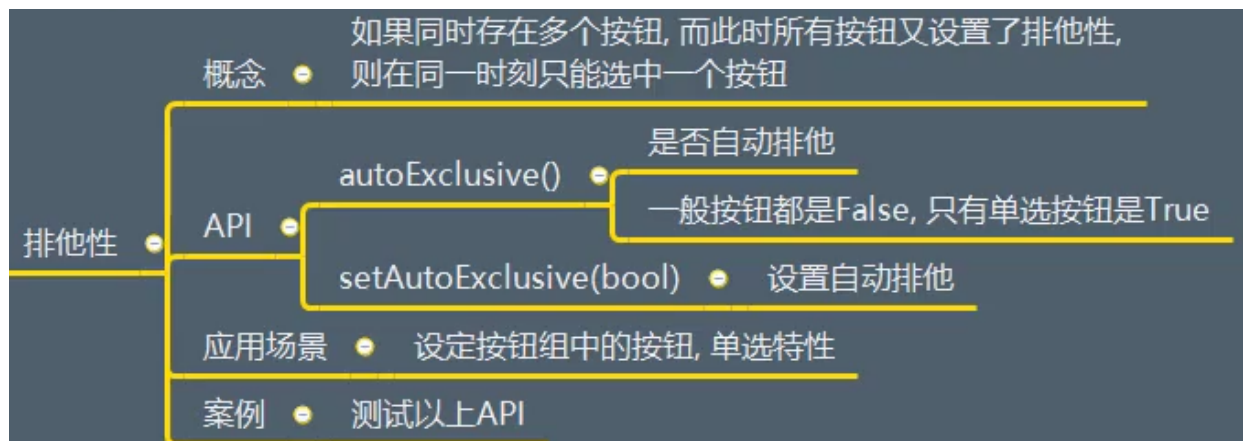 如果同时存在多个按钮, 而此时所有按钮又设置了排他性,
概念
则在同一时刻只能选中一个按钮
是否自动排他
autoExclusive()
一般按钮都是False, 只有单选按钮是True
API
排他性
setAutoExclusive(bool)
设置自动排他
应用场景
设定按钮组中的按钮, 单选特性
案例
测试以上API